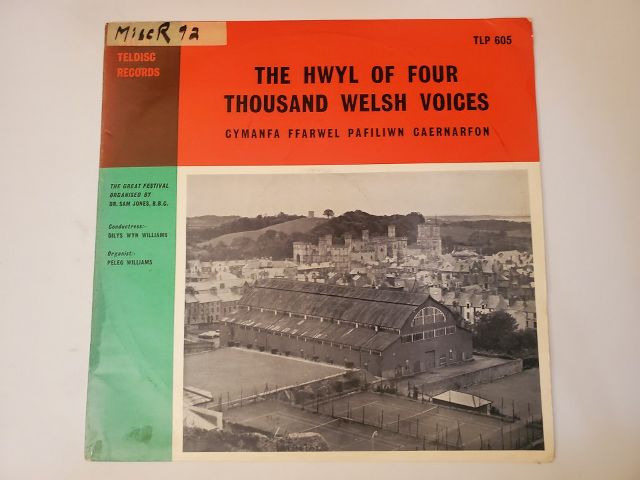 MiscR 92
TLP 605
TELDISC
RECORDS
THE HWYL OF FOUR
THOUSAND WELSH VOICES
CYMANFA FFARWEL PAFILIWN CAERNARFON
THE GREAT FESTIVAL
ORGANISED BY
DR. SAM JONES, B.B.C.
Conductress:-
DILYS WYN WILLIAMS
Organist:-
PELEG WILLIAMS